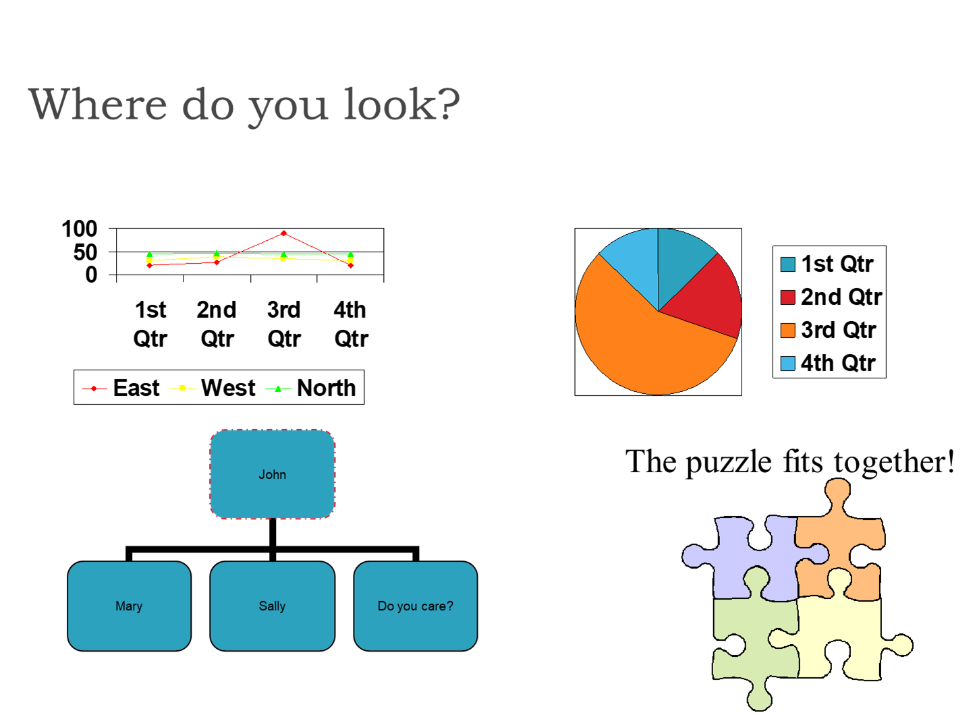 Where do you look?
100
50
0
1st Qtr
2nd Qtr
3rd Qtr
4th Qtr
East West North
1st Qtr
2nd Qtr
3rd Qtr
4th Qtr
John
Mary
Sally
Do you care?
The puzzle fits together!